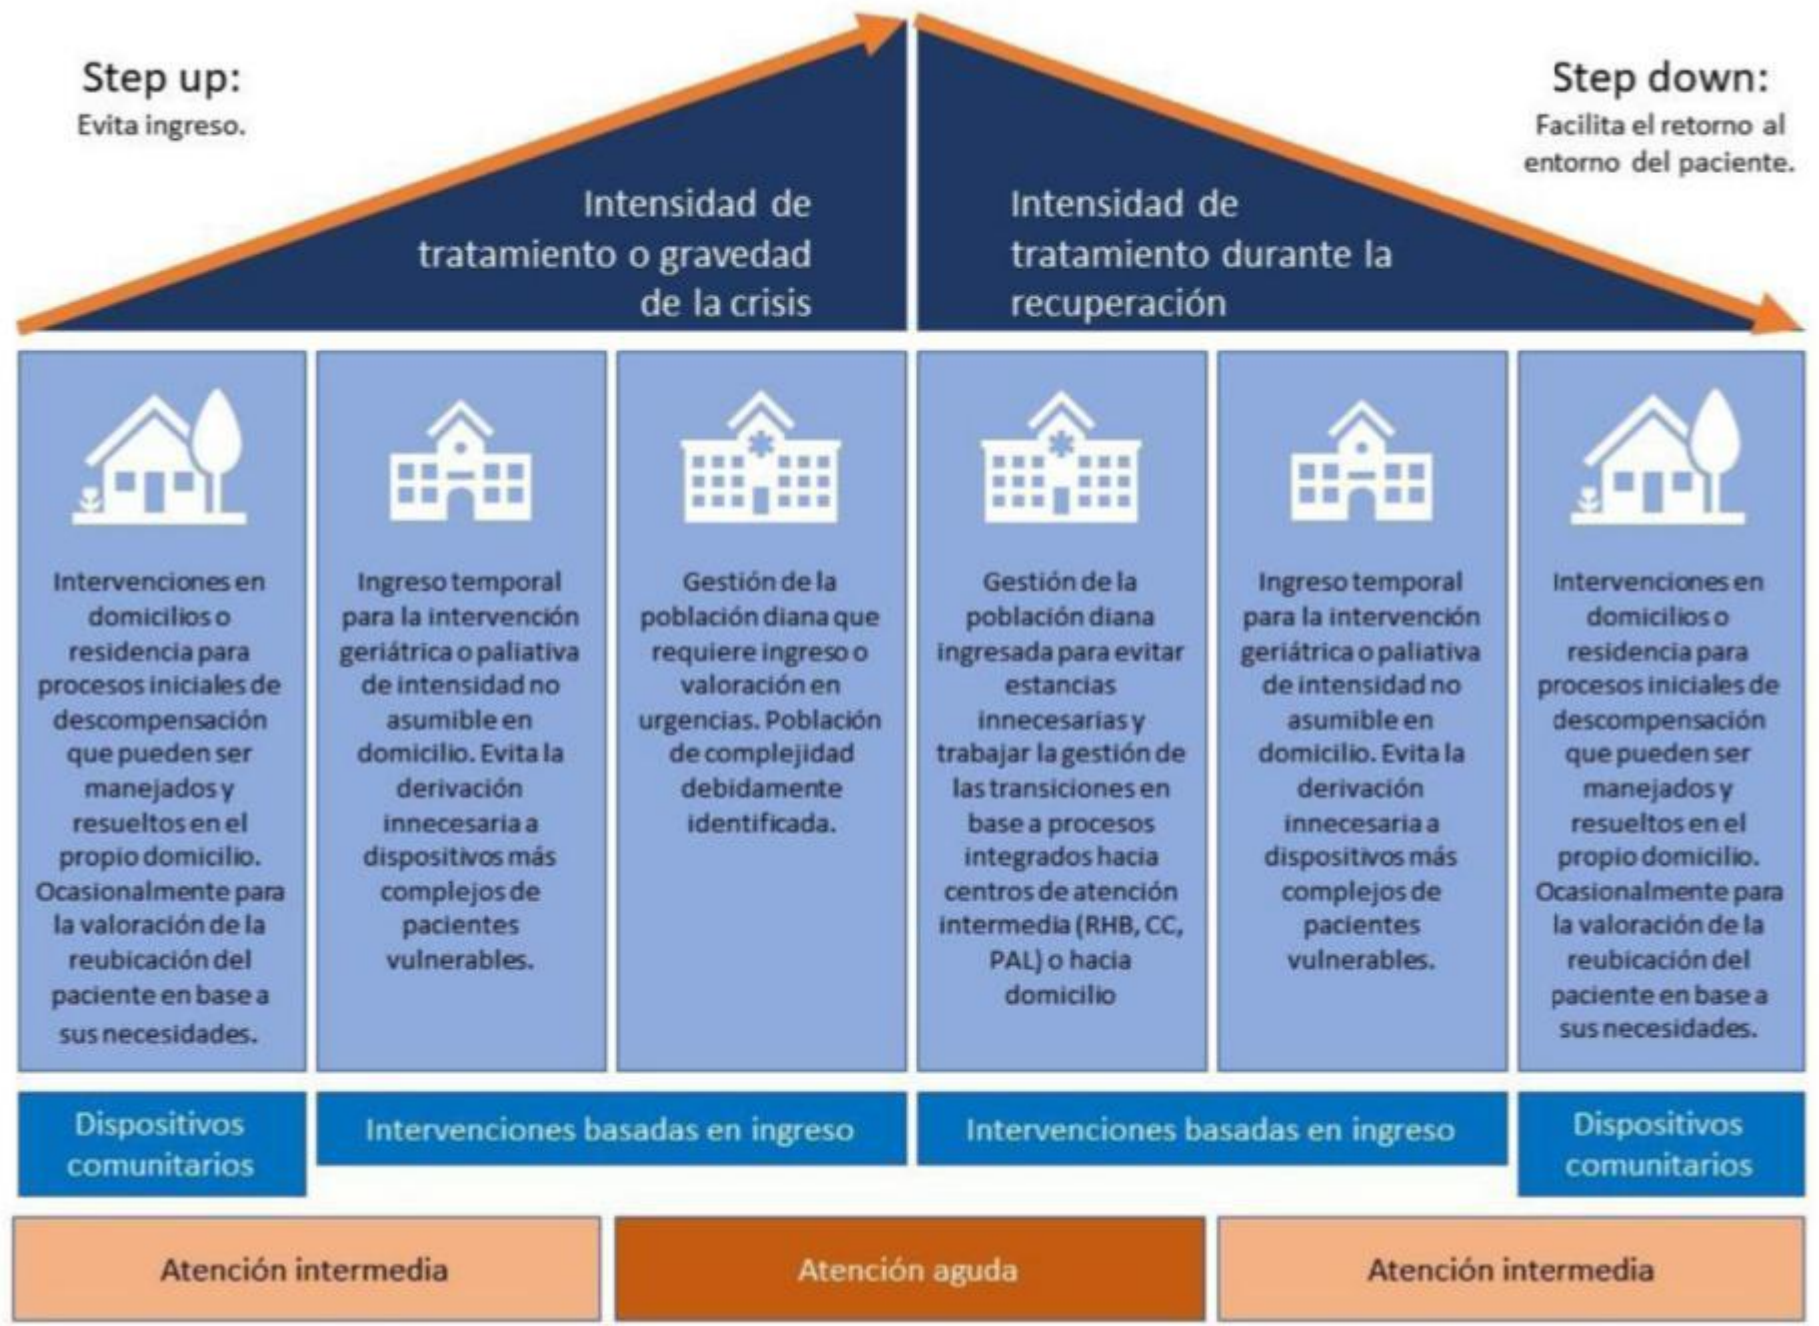 Step up:
Evita ingreso.
Step down:
Facilita el retorno al
entorno del paciente.
Intensidad de
tratamiento o gravedad
de la crisis
Intensidad de
tratamiento durante la
recuperación
Intervenciones en
domicilios o
residencia para
procesos iniciales de
descompensación
que pueden ser
manejados y
resueltos en el
propio domicilio.
Ocasionalmente para
la valoración de la
reubicación del
paciente en base a
sus necesidades.
Ingreso temporal
para la intervención
geriátrica o paliativa
de intensidad no
asumible en
domicilio. Evita la
derivación
innecesaria a
dispositivos más
complejos de
pacientes
vulnerables.
Gestión de la
población diana que
requiere ingreso o
valoración en
urgencias. Población
de complejidad
debidamente
identificada.
Gestión de la
población diana
ingresada para evitar
estancias
innecesarias y
trabajar la gestión de
las transiciones en
base a procesos
integrados hacia
centros de atención
intermedia (RHB, CC,
PAL) o hacia
domicilio
Ingreso temporal
para la intervención
geriátrica o paliativa
de intensidad no
asumible en
domicilio. Evita la
derivación
innecesaria a
dispositivos más
complejos de
pacientes
vulnerables.
Intervenciones en
domicilios o
residencia para
procesos iniciales de
descompensación
que pueden ser
manejados y
resueltos en el
propio domicilio.
Ocasionalmente para
la valoración de la
reubicación del
paciente en base a
sus necesidades.
Dispositivos
comunitarios
Intervenciones basadas en ingreso
Intervenciones basadas en ingreso
Dispositivos
comunitarios
Atención intermedia
Atención aguda
Atención intermedia